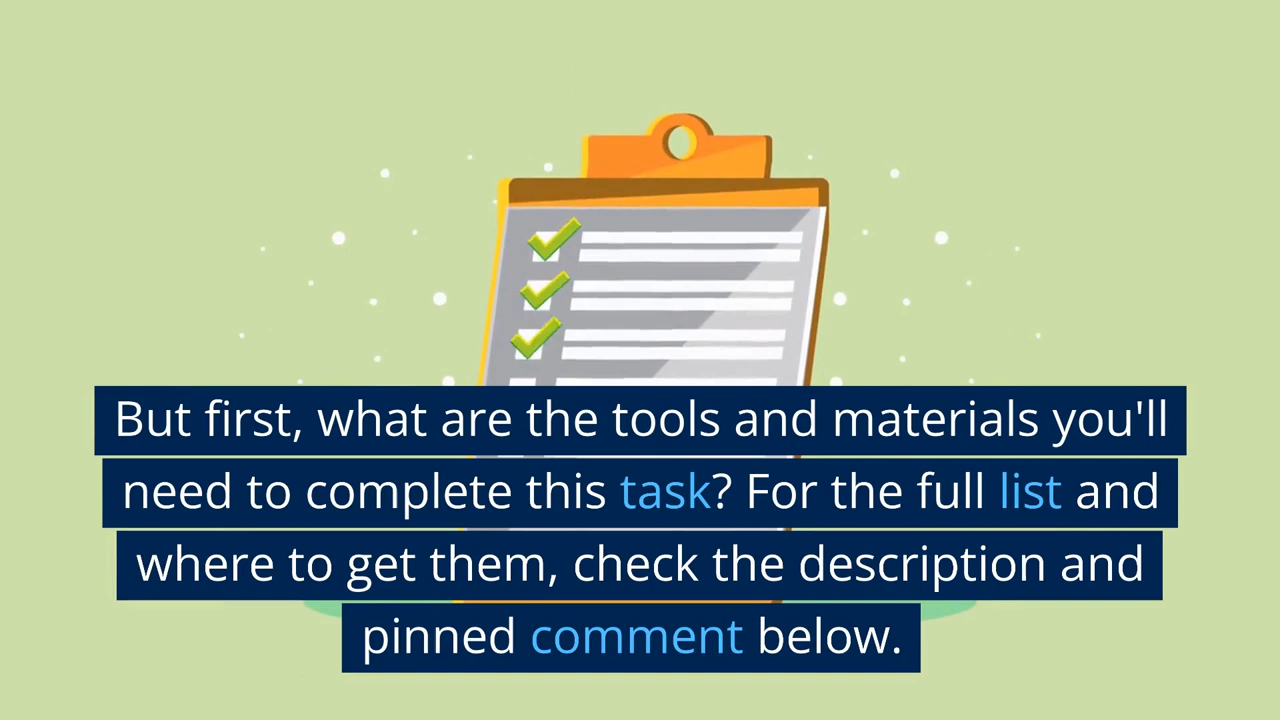 But first, what are the tools and materials you'll
need to complete this task? For the full list and
where to get them, check the description and
pinned comment below.